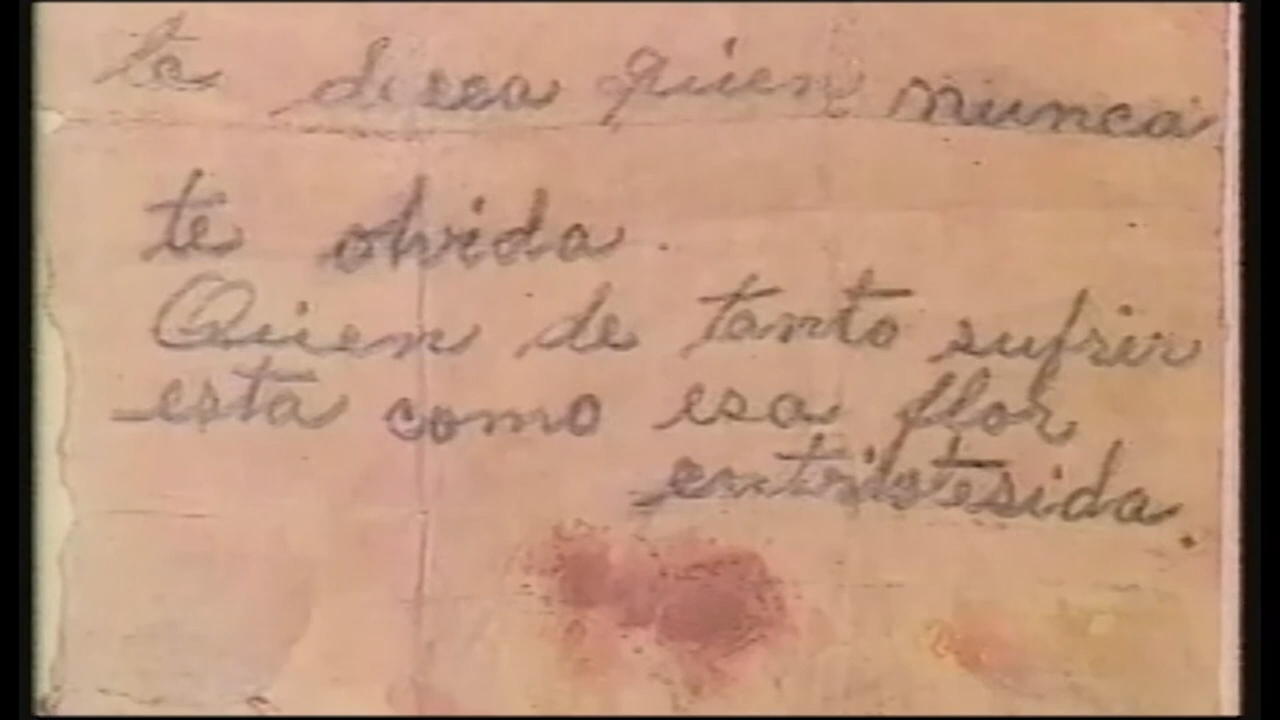 te desea quien nunca
te olvida.
Quien de tanto sufrir
esta como esa flor
entristesida.